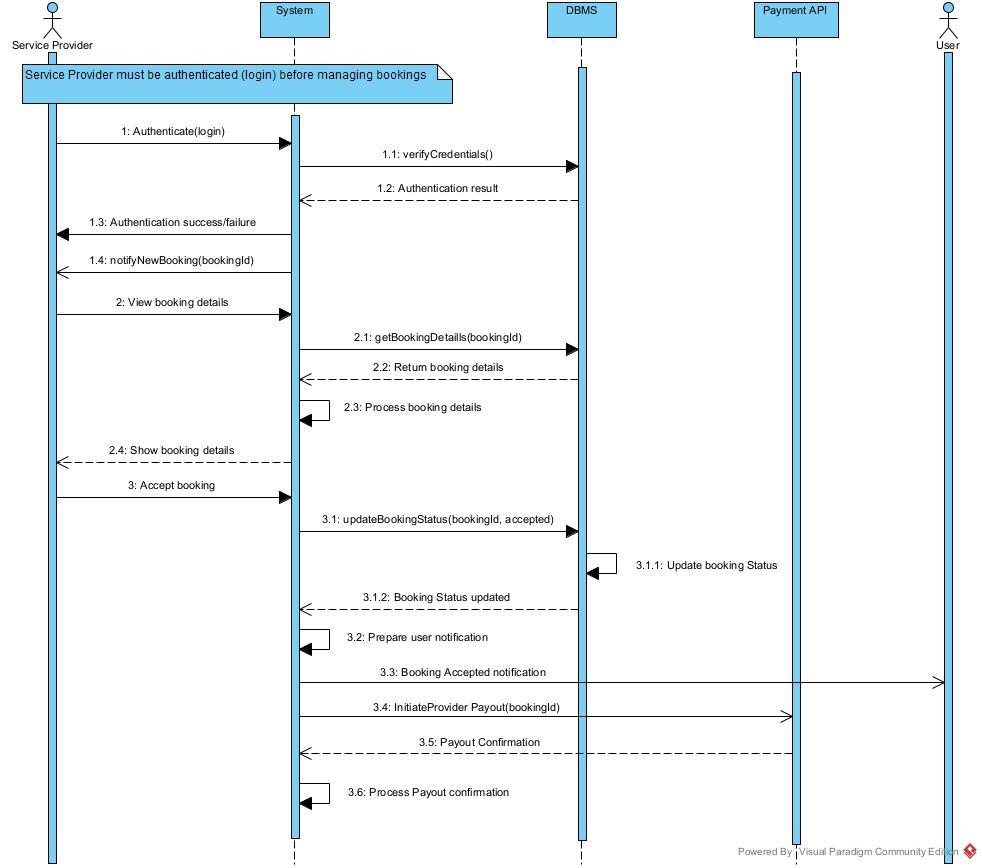 System
DBMS
Payment API
Service Provider
User
Service Provider must be authenticated (login) before managing bookings
1: Authenticate(login)
1.1: verifyCredentials()
1.2: Authentication result
1.3: Authentication success/failure
1.4: notifyNewBooking(bookingId)
2: View booking details
2.1: getBookingDetaills(bookingId)
2.2: Return booking details
2.3: Process booking details
2.4: Show booking details
3: Accept booking
3.1: updateBookingStatus(bookingId, accepted)
3.1.1: Update booking Status
3.1.2: Booking Status updated
3.2: Prepare user notification
3.3: Booking Accepted notification
3.4: InitiateProvider Payout(bookingId)
3.5: Payout Confirmation
3.6: Process Payout confirmation
Powered By Visual Paradigm Community Edition